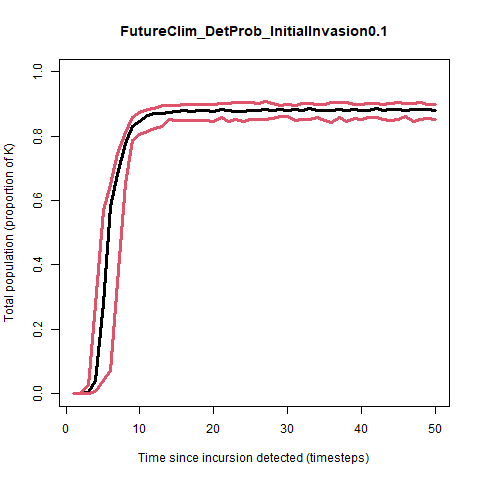 FutureClim_DetProb_InitialInvasion0.1
Total population (proportion of K)
1.0
0.8
0.6
0.4
0.2
0.0
0 10 20 30 40 50
Time since incursion detected (timesteps)